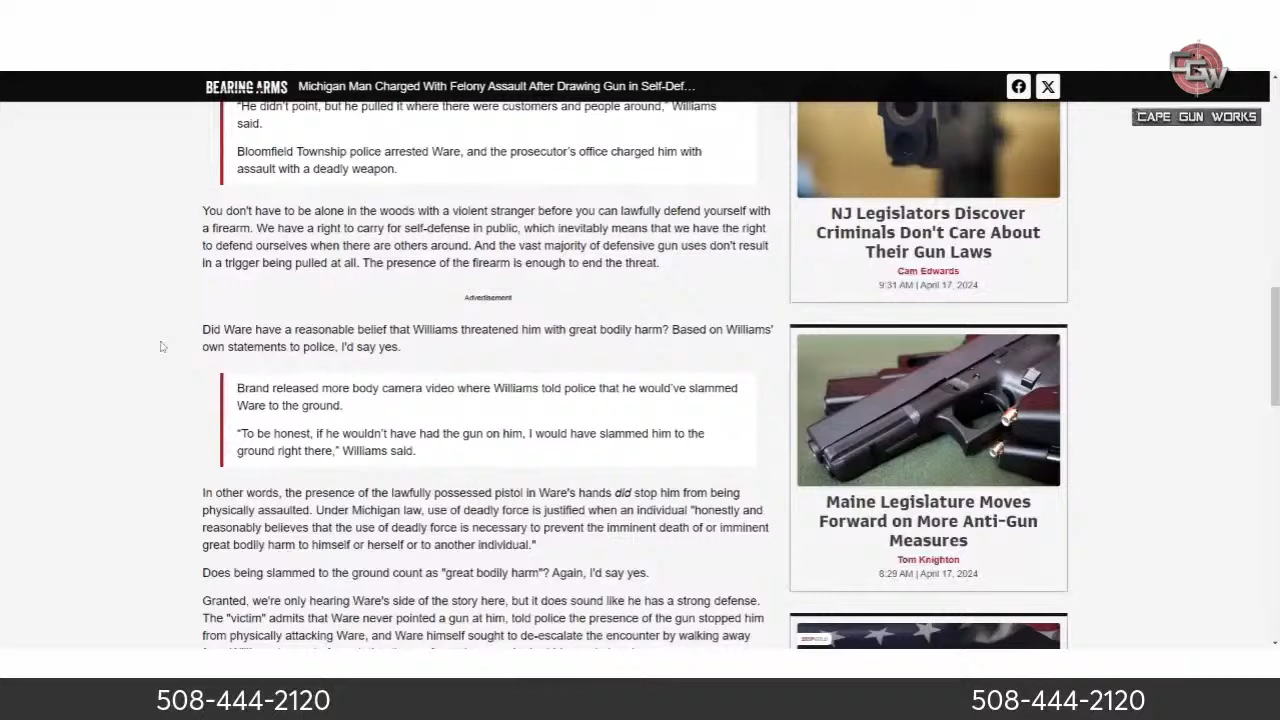 BEARING ARMS
Michigan Man Charged With Felony Assault After Drawing Gun in Self-Def...
CGW
CAPE GUN WORKS
"He didn't point, but he pulled it where there were customers and people around," Williams
said.
Bloomfield Township police arrested Ware, and the prosecutor's office charged him with
assault with a deadly weapon.
You don't have to be alone in the woods with a violent stranger before you can lawfully defend yourself with
a firearm. We have a right to carry for self-defense in public, which inevitably means that we have the right
to defend ourselves when there are others around. And the vast majority of defensive gun uses don't result
in a trigger being pulled at all. The presence of the firearm is enough to end the threat.
Advertisement
Did Ware have a reasonable belief that Williams threatened him with great bodily harm? Based on Williams'
own statements to police, I'd say yes.
Brand released more body camera video where Williams told police that he would've slammed
Ware to the ground.
"To be honest, if he wouldn't have had the gun on him, I would have slammed him to the
ground right there," Williams said.
In other words, the presence of the lawfully possessed pistol in Ware's hands did stop him from being
physically assaulted. Under Michigan law, use of deadly force is justified when an individual "honestly and
reasonably believes that the use of deadly force is necessary to prevent the imminent death of or imminent
great bodily harm to himself or herself or to another individual."
Does being slammed to the ground count as "great bodily harm"? Again, I'd say yes.
Granted, we're only hearing Ware's side of the story here, but it does sound like he has a strong defense.
The "victim" admits that Ware never pointed a gun at him, told police the presence of the gun stopped him
from physically attacking Ware, and Ware himself sought to de-escalate the encounter by walking away
NJ Legislators Discover
Criminals Don't Care About
Their Gun Laws
Cam Edwards
9:31 AM | April 17, 2024
Maine Legislature Moves
Forward on More Anti-Gun
Measures
Tom Knighton
8:29 AM | April 17, 2024
508-444-2120
508-444-2120